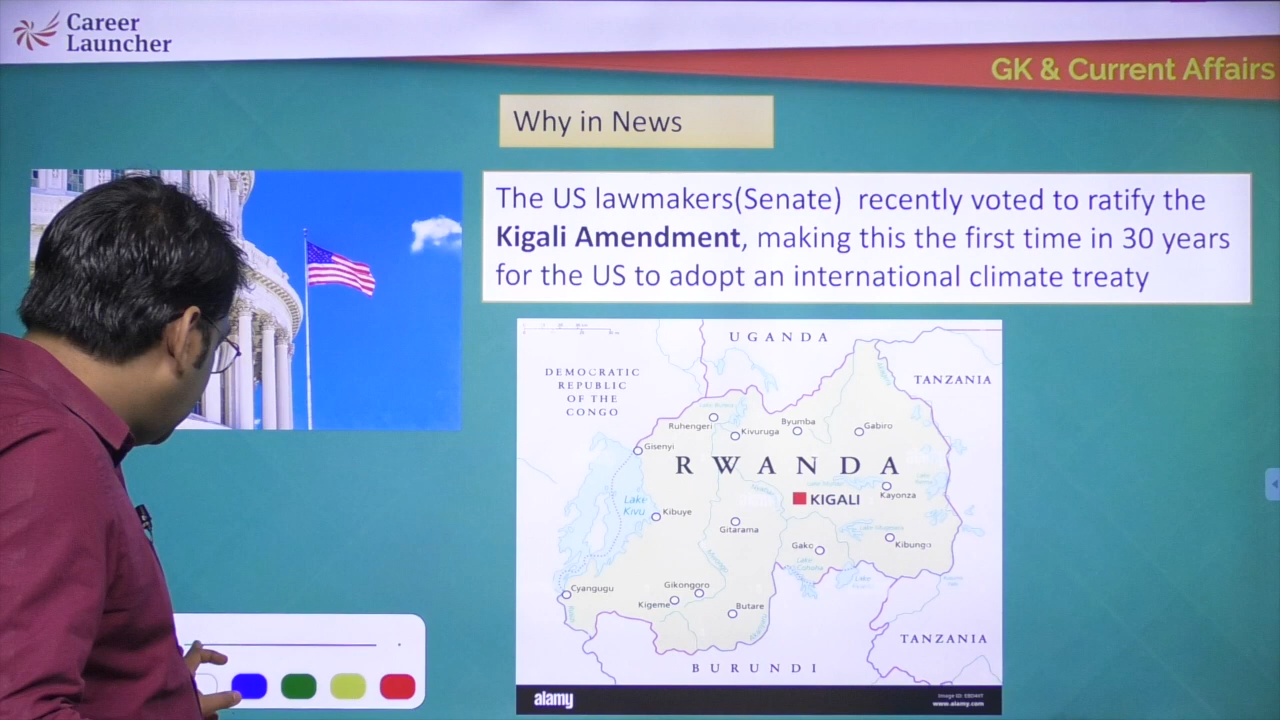 Career
Launcher
GK & Current Affairs
Why in News
The US lawmakers(Senate) recently voted to ratify the
Kigali Amendment, making this the first time in 30 years
for the US to adopt an international climate treaty
UGANDA
DEMOCRATIC
REPUBLIC
OF THE
CONGO
TANZANIA
Ruhengeri
Byumba
Kivuruga
Gabiro
Gisenyi
RWANDA
KIGALI
Kayonza
Lake
Kivu
Kibuye
Gitarama
Gako
Kibungo
Cyangugu
Gikongoro
Kigeme
Butare
TANZANIA
BURUNDI
alamy
www.alamy.com